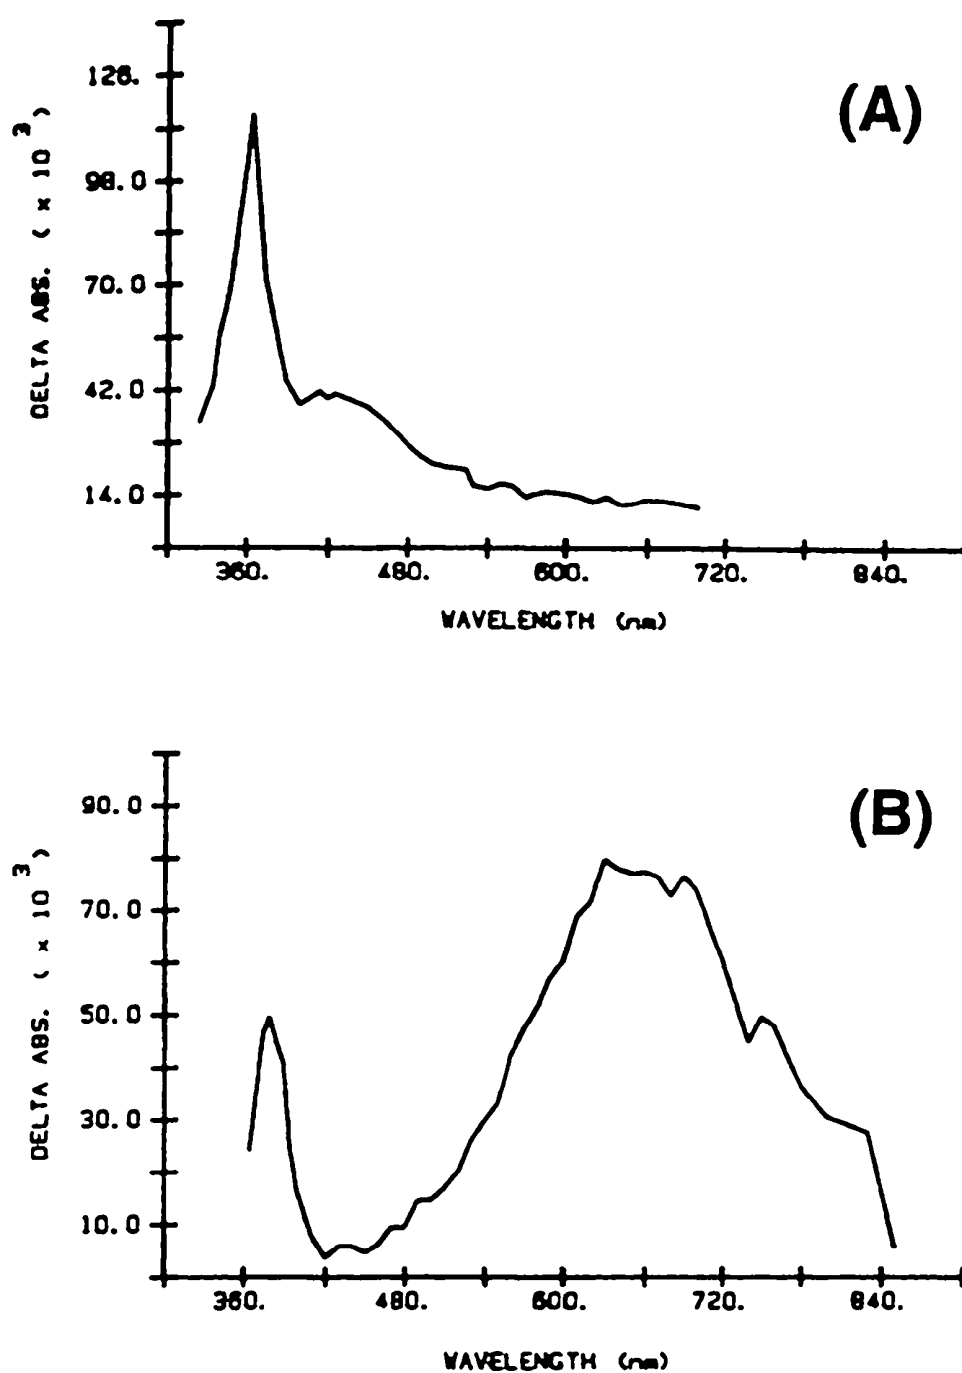 (A)
DELTA ABS. ( x 10 3 )
126.
98.0
70.0
42.0
14.0
360. 480. 600. 720. 840.
WAVELENGTH (nm)
(B)
DELTA ABS. ( x 10 3 )
90.0
70.0
50.0
30.0
10.0
360. 480. 600. 720. 840.
WAVELENGTH (nm)